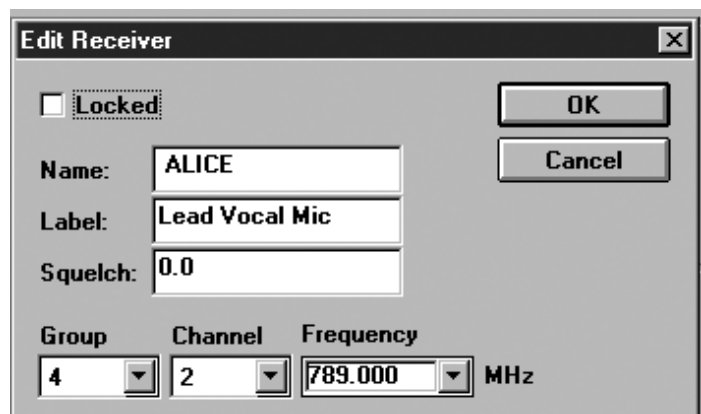 Edit Receiver
Locked
OK
Name: ALICE
Cancel
Label: Lead Vocal Mic
Squelch: 0.0
Group Channel Frequency
4 2 789.000 MHz